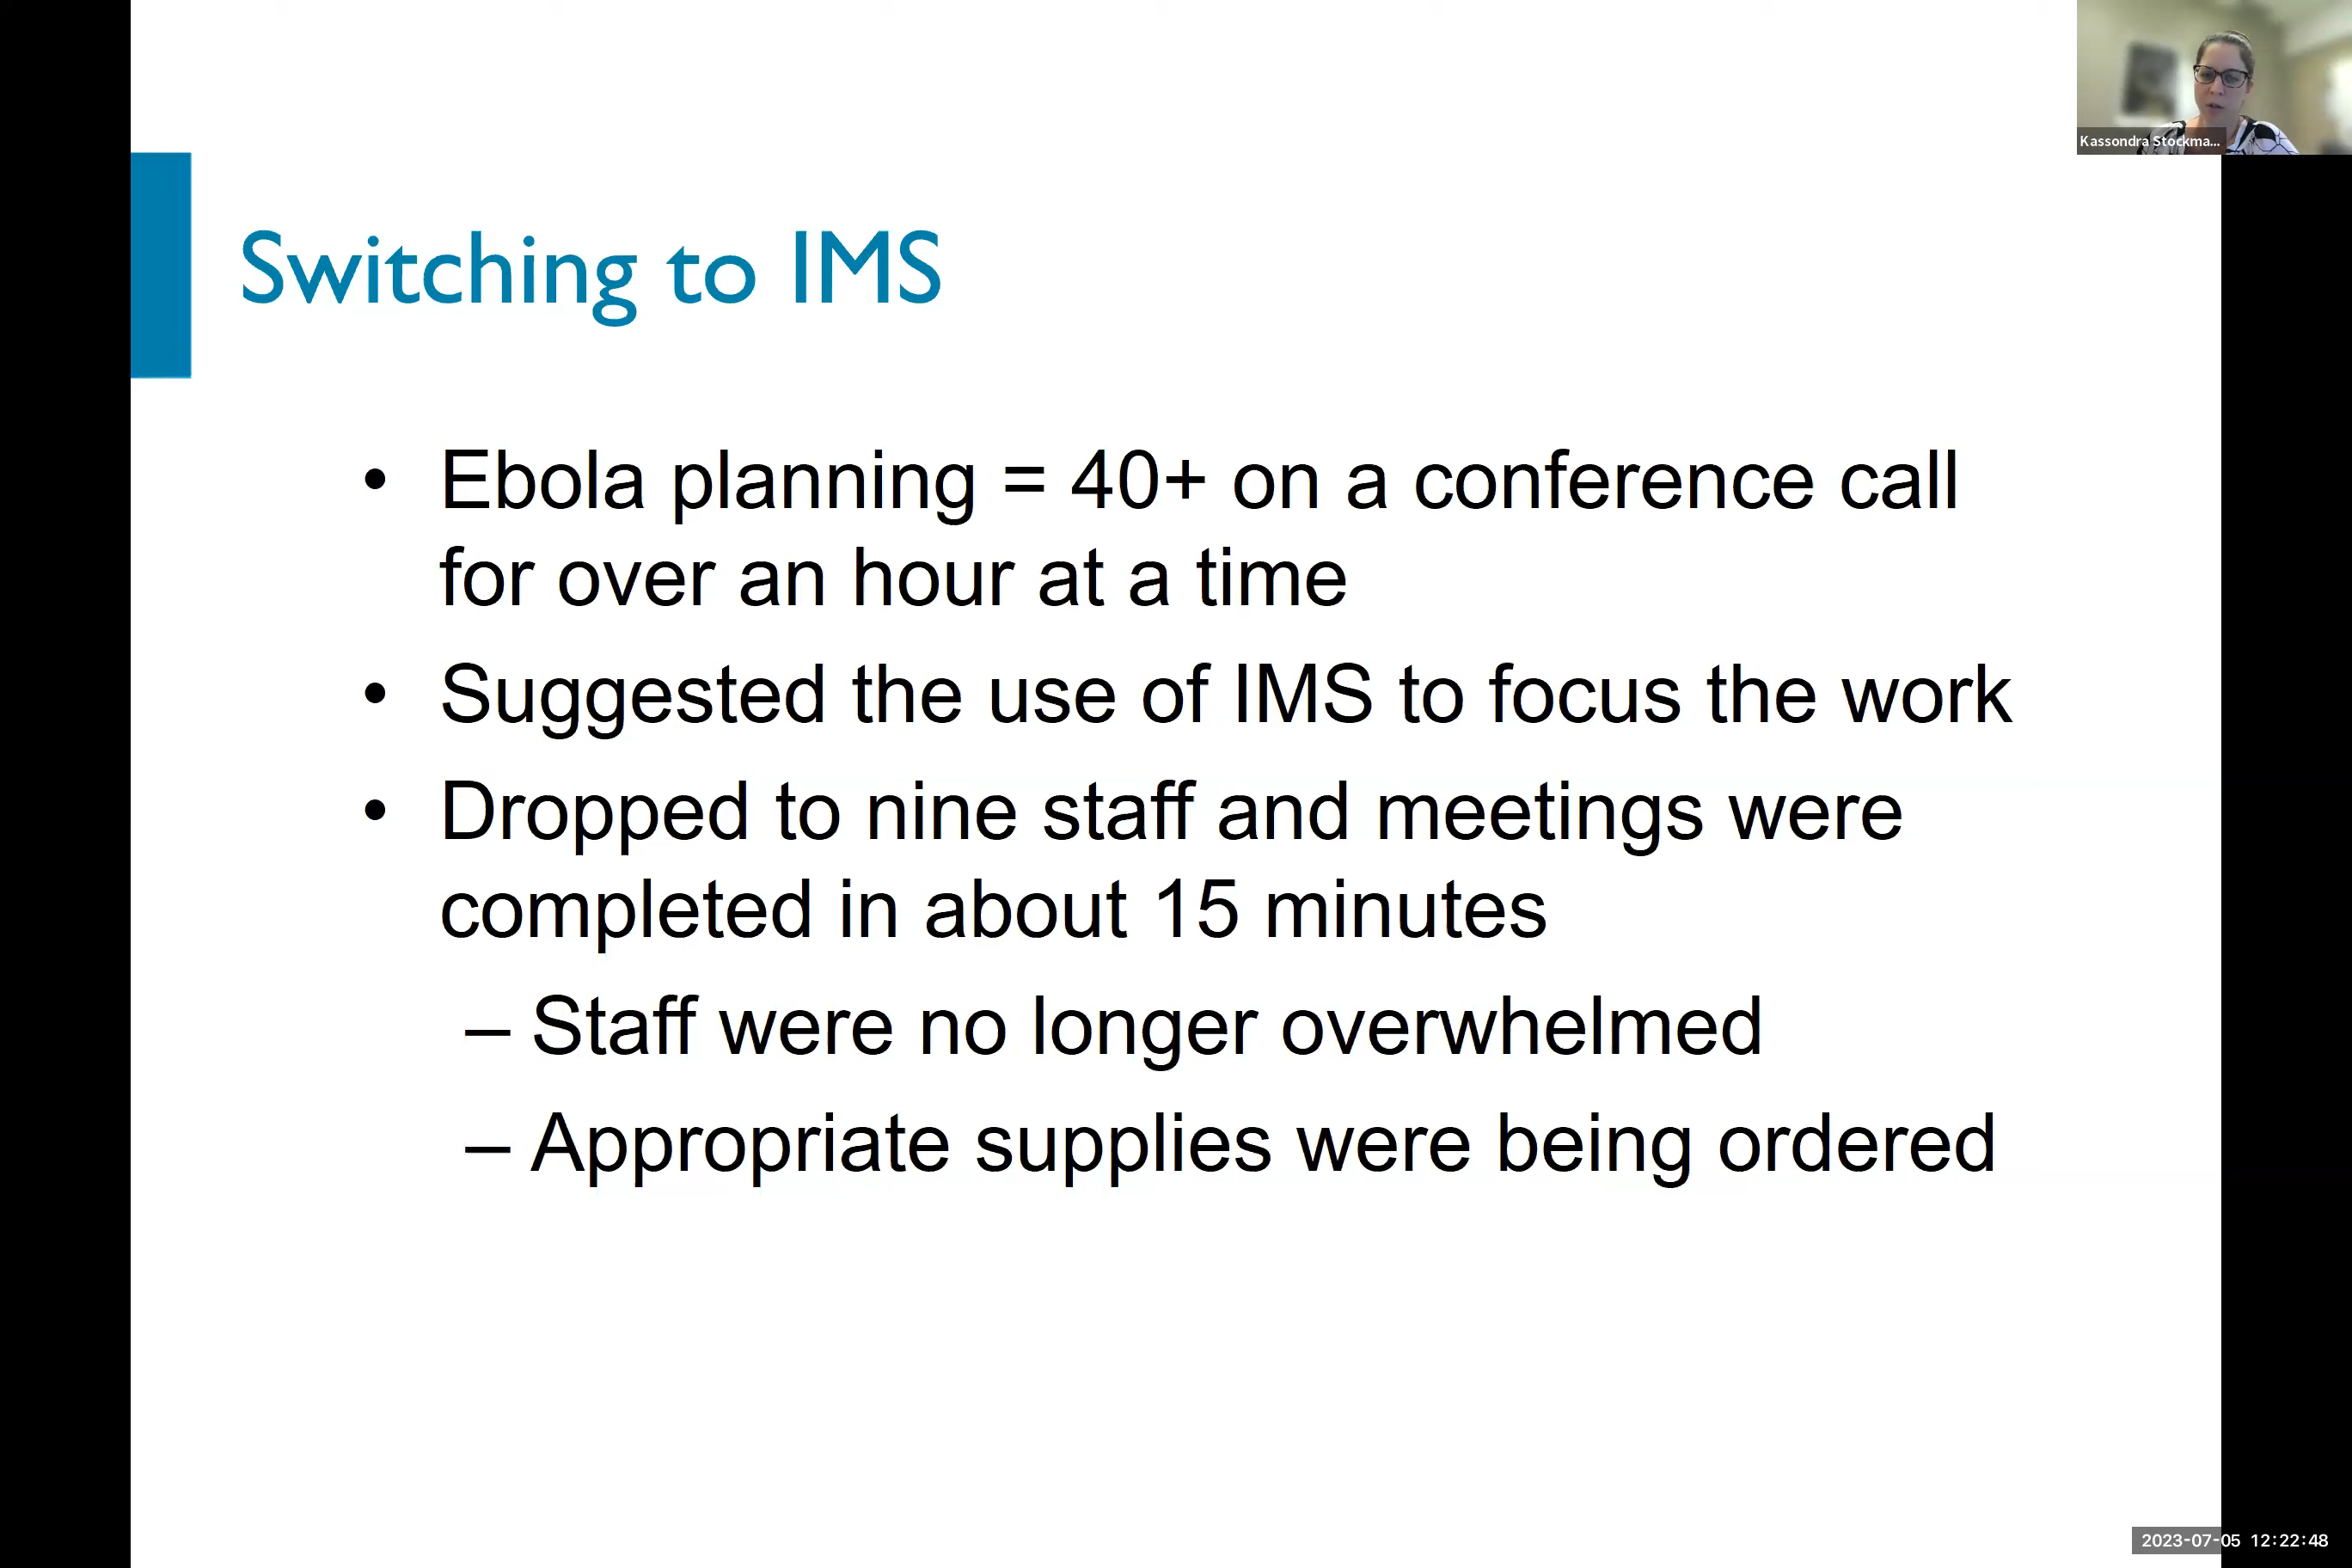 Kassondra Stockma...
Switching to IMS
• Ebola planning = 40+ on a conference call
for over an hour at a time
• Suggested the use of IMS to focus the work
• Dropped to nine staff and meetings were
completed in about 15 minutes
– Staff were no longer overwhelmed
– Appropriate supplies were being ordered
2023-07-05 12:22:48